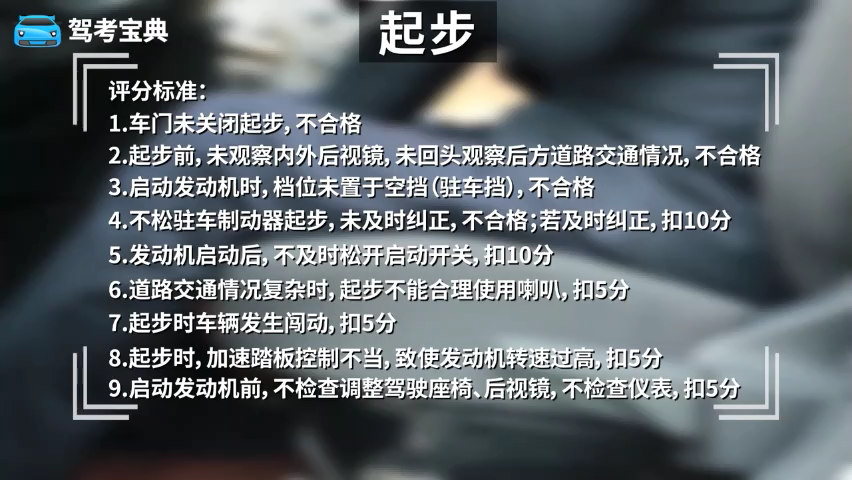 驾考宝典
起步
评分标准：
1.车门未关闭起步，不合格
2.起步前，未观察内外后视镜，未回头观察后方道路交通情况，不合格
3.启动发动机时，档位未置于空挡（驻车挡），不合格
4.不松驻车制动器起步，未及时纠正，不合格；若及时纠正，扣10分
5.发动机启动后，不及时松开启动开关，扣10分
6.道路交通情况复杂时，起步不能合理使用喇叭，扣5分
7.起步时车辆发生闯动，扣5分
8.起步时，加速踏板控制不当，致使发动机转速过高，扣5分
9.启动发动机前，不检查调整驾驶座椅、后视镜，不检查仪表，扣5分